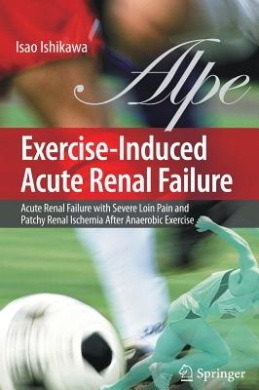 Isao Ishikawa
Alpe
Exercise-Induced
Acute Renal Failure
Acute Renal Failure with Severe Loin Pain and
Patchy Renal Ischemia After Anaerobic Exercise
Springer